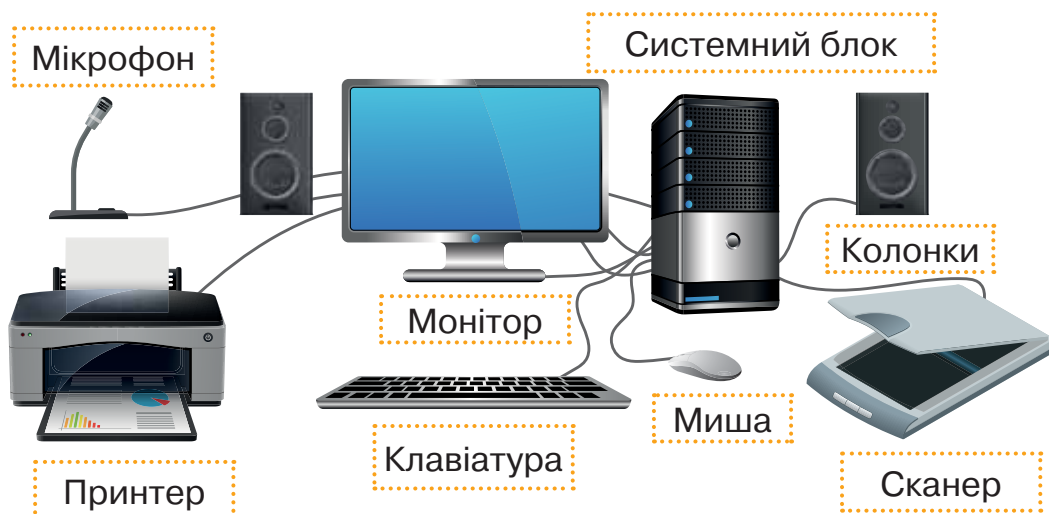 Мікрофон
Системний блок
Колонки
Монітор
Миша
Клавіатура
Принтер
Сканер